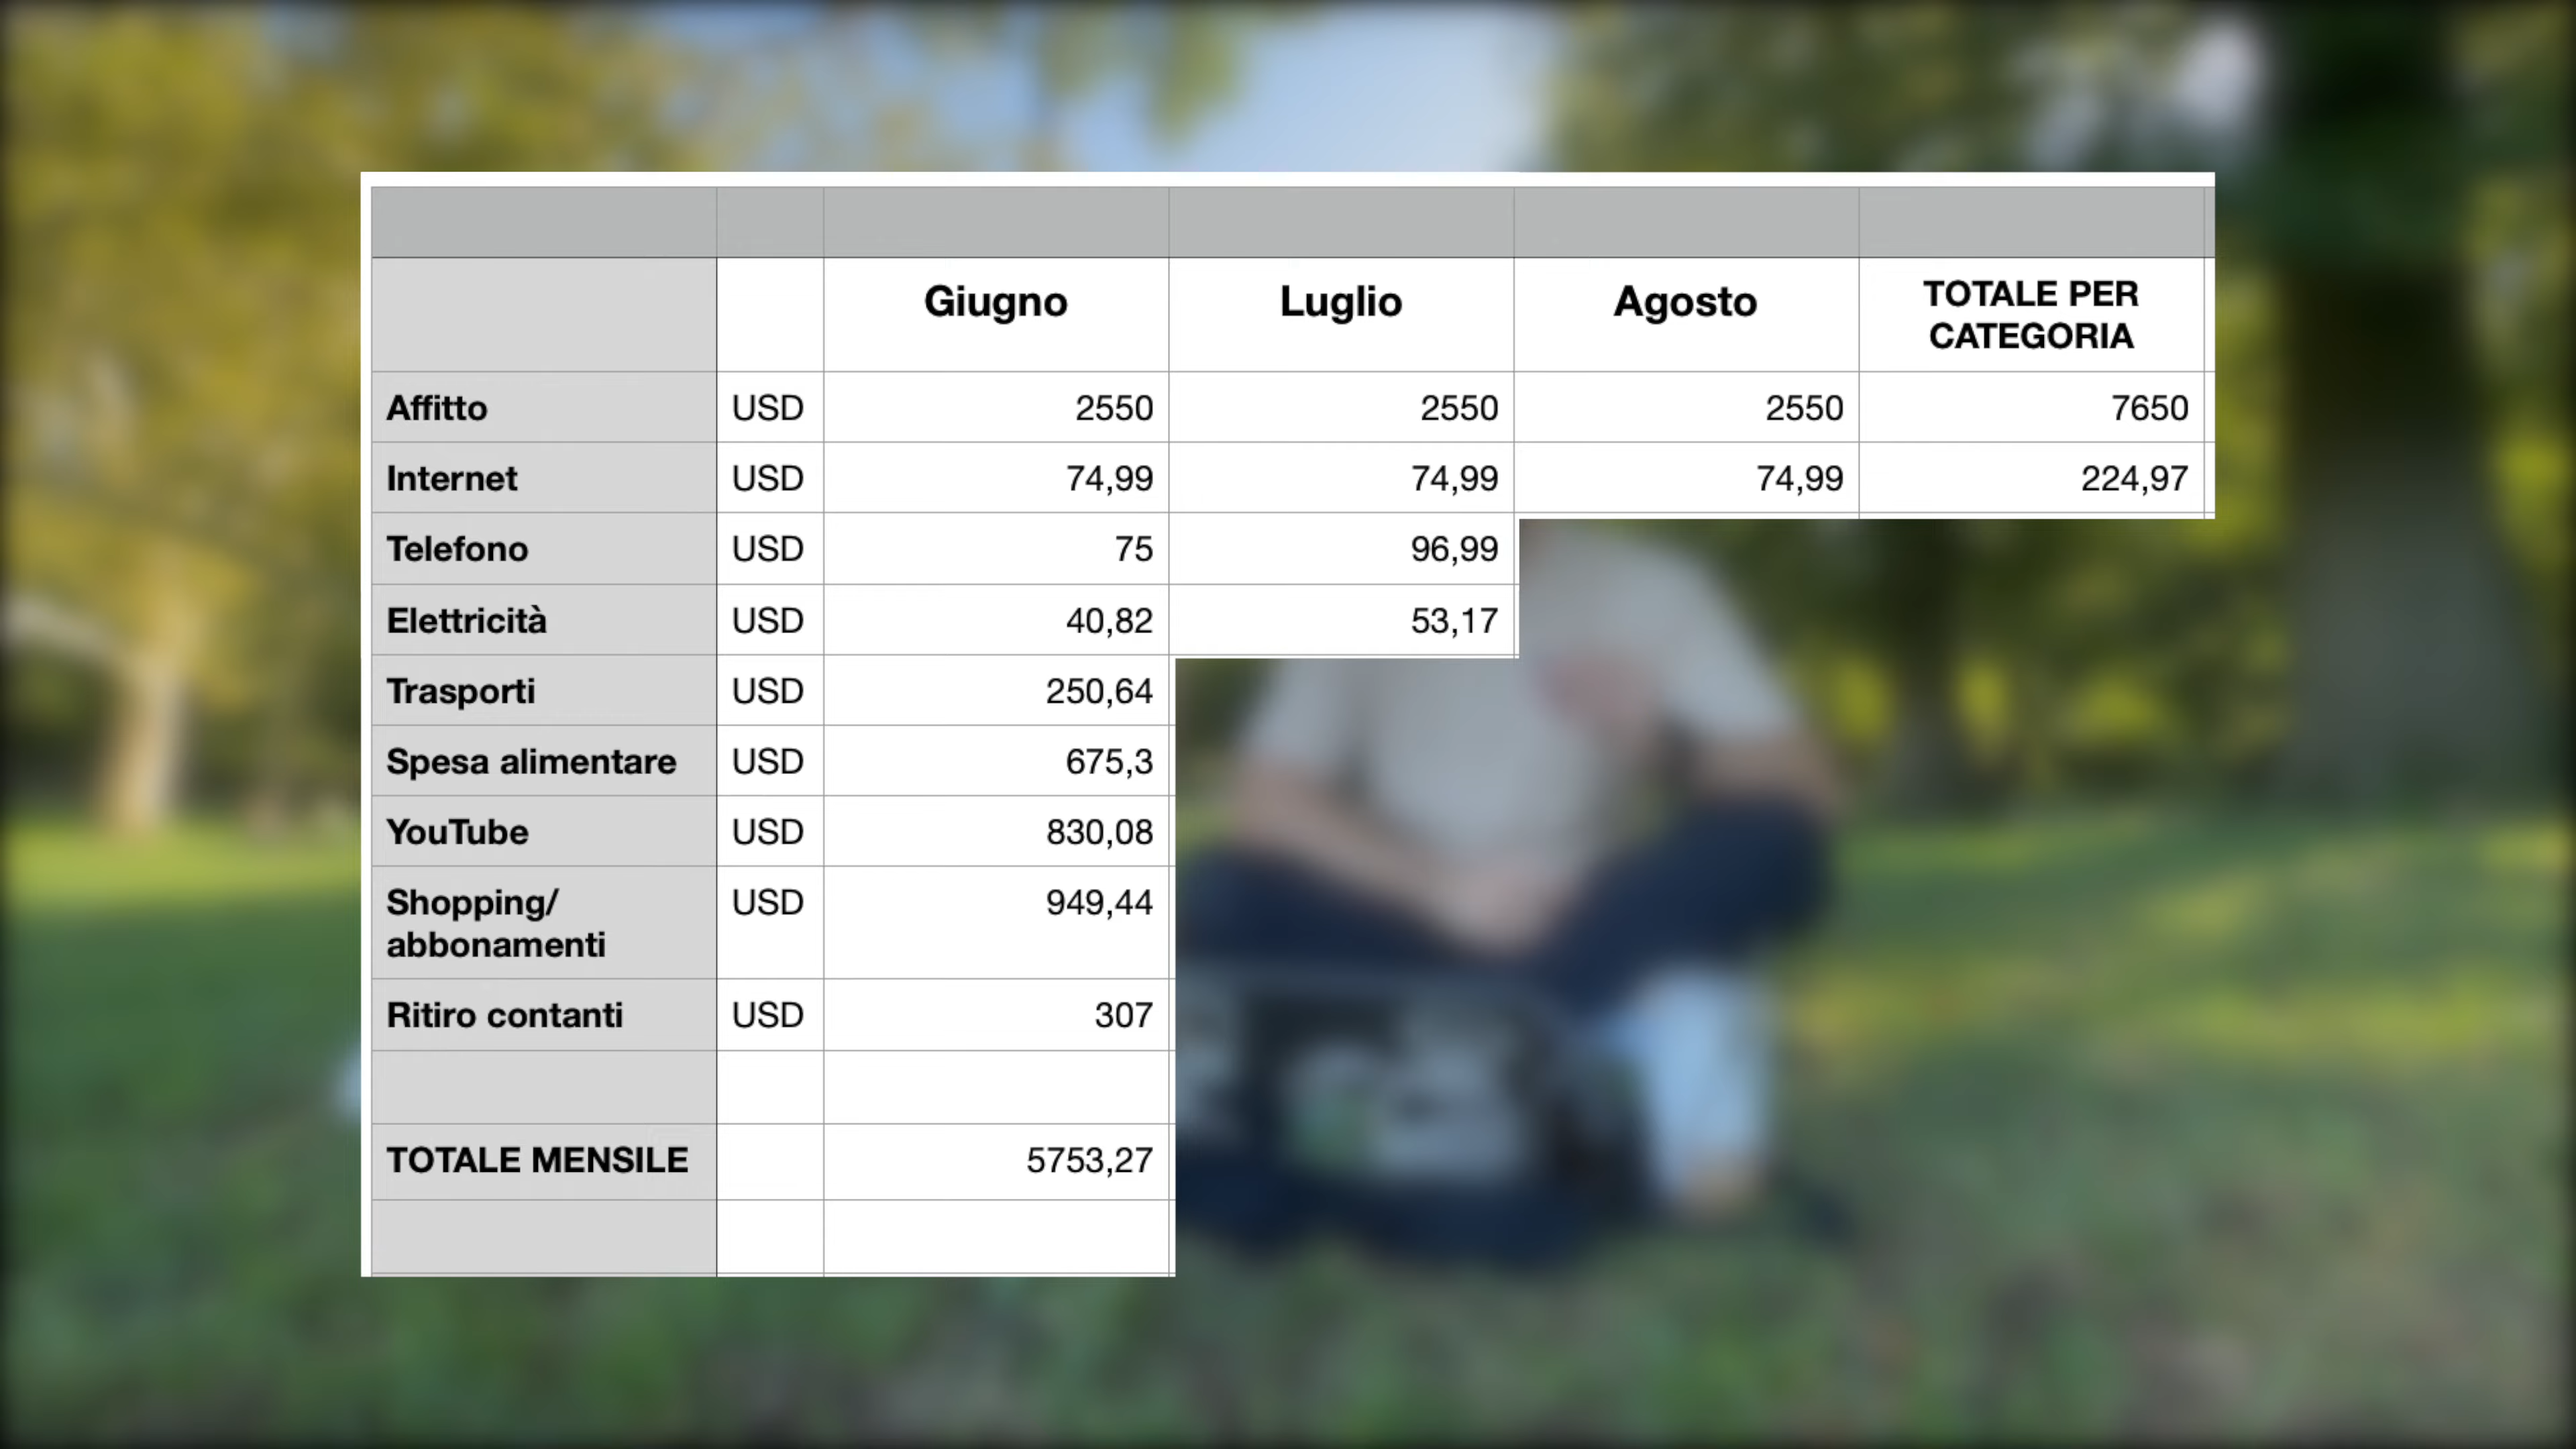 Giugno Luglio Agosto TOTALE PER
CATEGORIA
Affitto USD 2550 2550 2550 7650
Internet USD 74,99 74,99 74,99 224,97
Telefono USD 75 96,99
Elettricità USD 40,82 53,17
Trasporti USD 250,64
Spesa alimentare USD 675,3
YouTube USD 830,08
Shopping/ USD 949,44
abbonamenti
Ritiro contanti USD 307
TOTALE MENSILE 5753,27